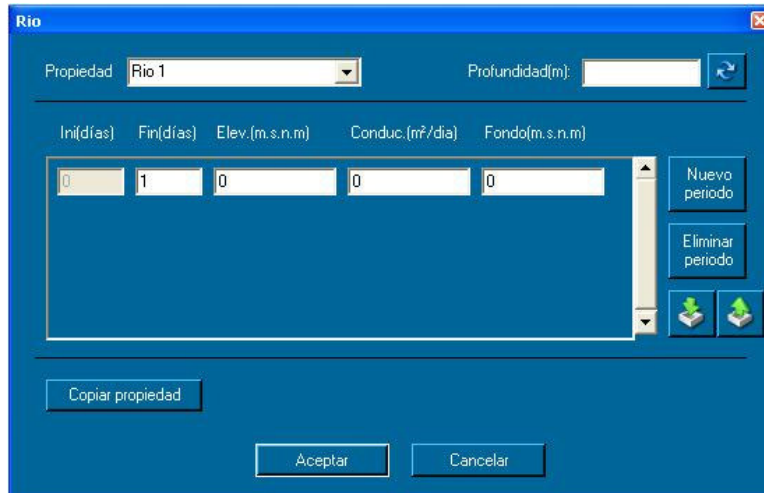 Rio
Propiedad Rio 1 Profundidad(m):
Ini(días) Fin(días) Elev.(m.s.n.m) Conduc.(m²/dia) Fondo(m.s.n.m)
0 1 0 0 0
Nuevo
periodo
Eliminar
periodo
Copiar propiedad
Aceptar Cancelar